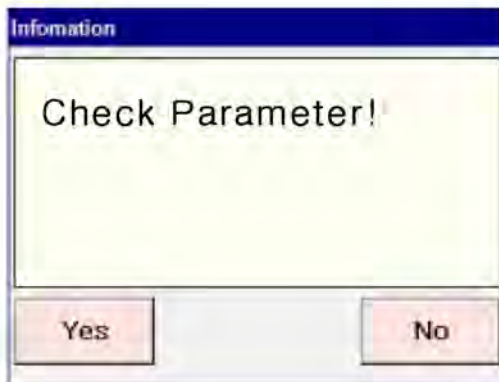 Infomation
Check Parameter!
Yes
No